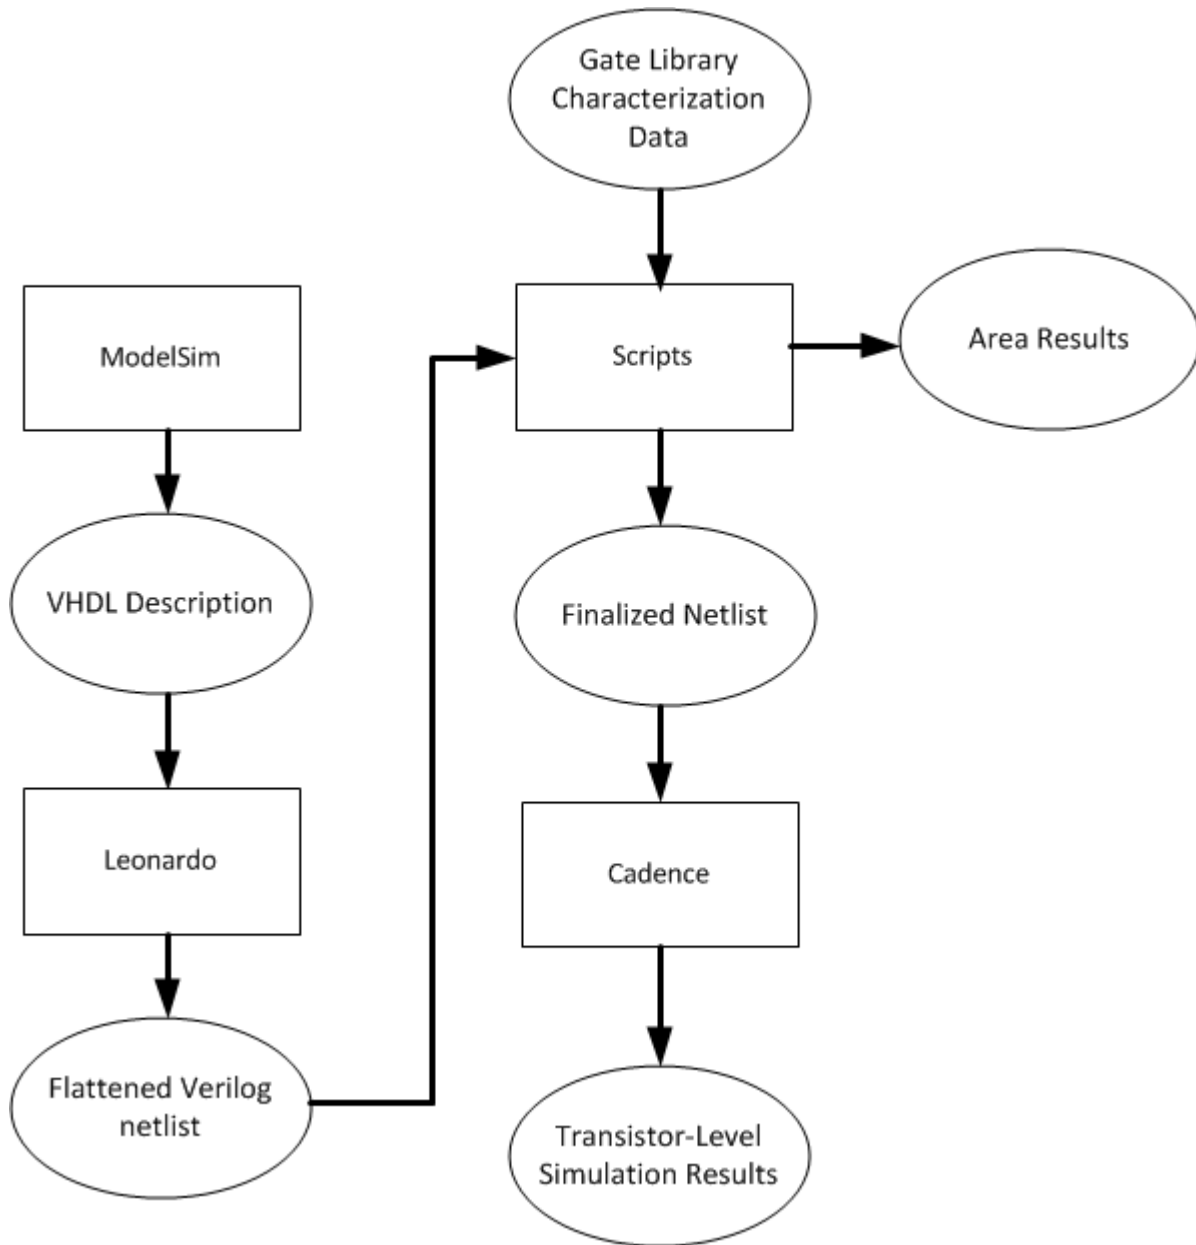 Gate Library
Characterization
Data
ModelSim
Scripts
Area Results
VHDL Description
Finalized Netlist
Leonardo
Cadence
Flattened Verilog
netlist
Transistor-Level
Simulation Results